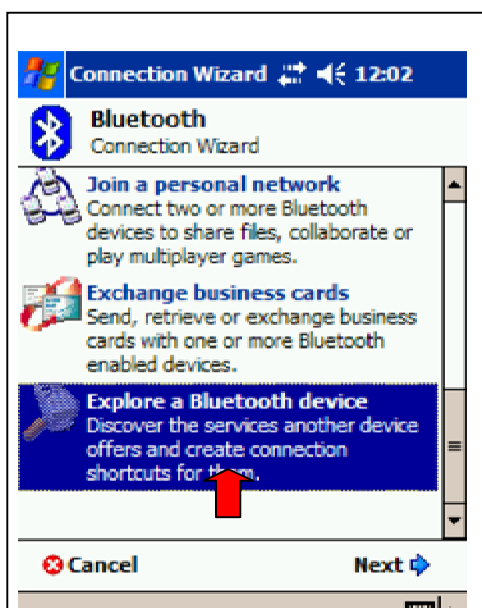 Connection Wizard 12:02
Bluetooth
Connection Wizard
Join a personal network
Connect two or more Bluetooth
devices to share files, collaborate or
play multiplayer games.
Exchange business cards
Send, retrieve or exchange business
cards with one or more Bluetooth
enabled devices.
Explore a Bluetooth device
Discover the services another device
offers and create connection
shortcuts for them.
Cancel Next